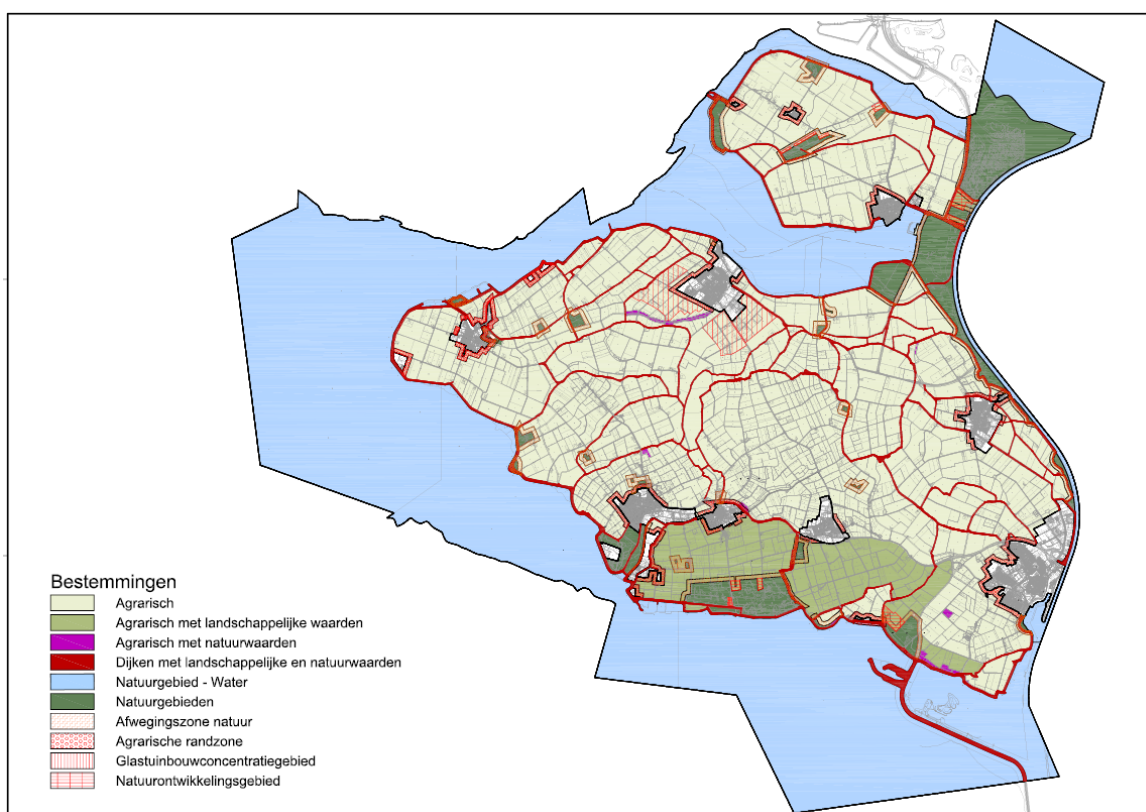 Bestemmingen
Agrarisch
Agrarisch met landschappelijke waarden
Agrarisch met natuurwaarden
Dijken met landschappelijke en natuurwaarden
Natuurgebied - Water
Natuurgebieden
Afwegingszone natuur
Agrarische randzone
Glastuinbouwconcentratiegebied
Natuurontwikkelingsgebied